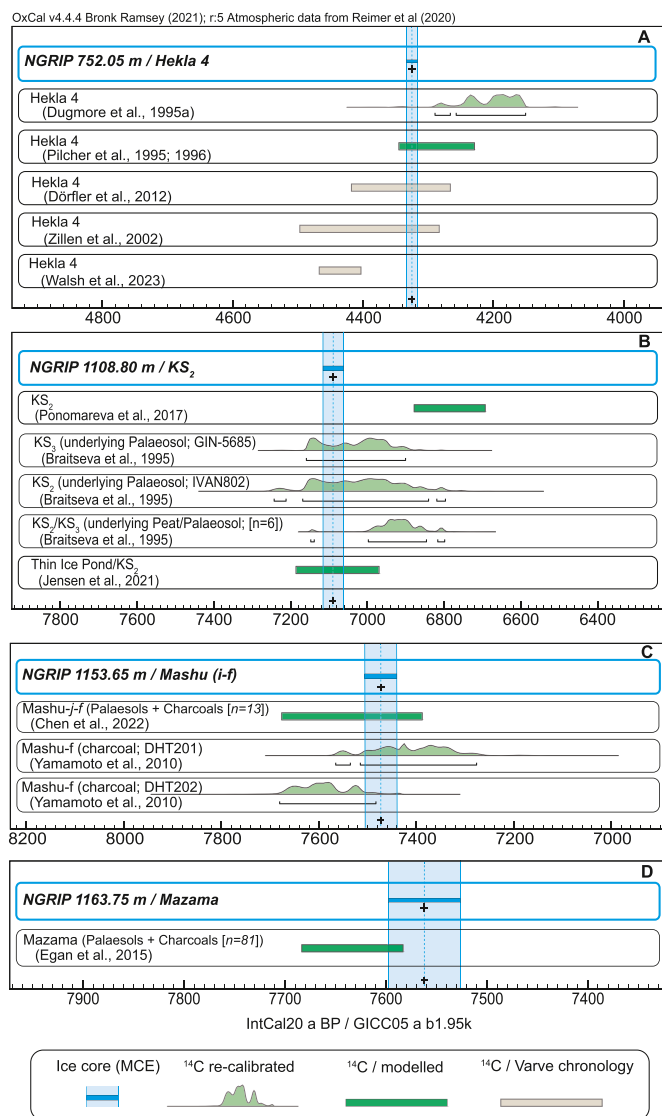 OxCal v4.4.4 Bronk Ramsey (2021); r:5 Atmospheric data from Reimer et al (2020)
A
NGRIP 752.05 m / Hekla 4
Hekla 4
(Dugmore et al., 1995a)
Hekla 4
(Pilcher et al., 1995; 1996)
Hekla 4
(Dörfler et al., 2012)
Hekla 4
(Zillen et al., 2002)
Hekla 4
(Walsh et al., 2023)
4800 4600 4400 4200 4000
B
NGRIP 1108.80 m / KS₂
KS₂
(Ponomareva et al., 2017)
KS₃ (underlying Palaeosol; GIN-5685)
(Braitseva et al., 1995)
KS₂ (underlying Palaeosol; IVAN802)
(Braitseva et al., 1995)
KS₂/KS₃ (underlying Peat/Palaeosol; [n=6])
(Braitseva et al., 1995)
Thin Ice Pond/KS₂
(Jensen et al., 2021)
7800 7600 7400 7200 7000 6800 6600 6400
C
NGRIP 1153.65 m / Mashu (i-f)
Mashu-j-f (Palaesols + Charcoals [n=13])
(Chen et al., 2022)
Mashu-f (charcoal; DHT201)
(Yamamoto et al., 2010)
Mashu-f (charcoal; DHT202)
(Yamamoto et al., 2010)
8200 8000 7800 7600 7400 7200 7000
D
NGRIP 1163.75 m / Mazama
Mazama (Palaesols + Charcoals [n=81])
(Egan et al., 2015)
7900 7800 7700 7600 7500 7400
IntCal20 a BP / GICC05 a b1.95k
Ice core (MCE) ¹⁴C re-calibrated ¹⁴C / modelled ¹⁴C / Varve chronology